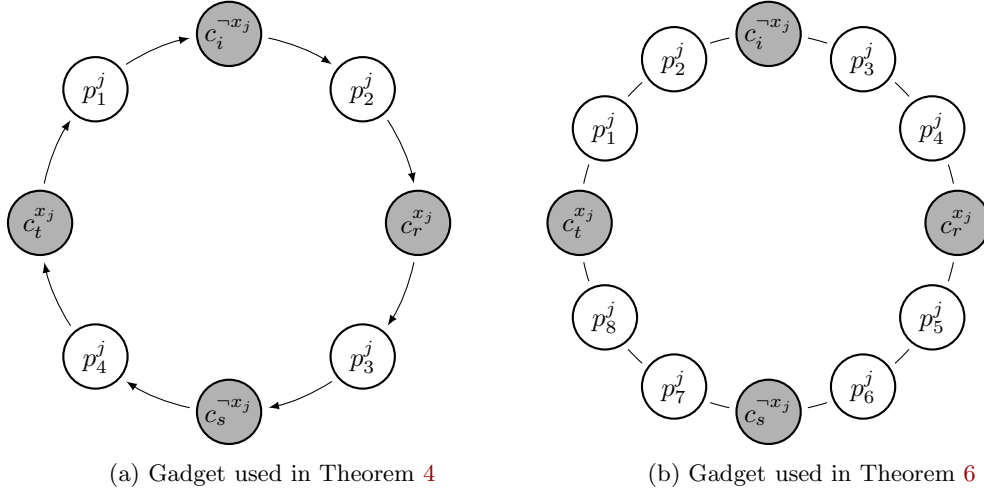 c_i^{¬x_j}
p_1^j
p_2^j
c_t^{x_j}
c_r^{x_j}
p_4^j
p_3^j
c_s^{¬x_j}
(a) Gadget used in Theorem 4
c_i^{¬x_j}
p_2^j
p_3^j
p_1^j
p_4^j
c_t^{x_j}
c_r^{x_j}
p_8^j
p_5^j
p_7^j
p_6^j
c_s^{¬x_j}
(b) Gadget used in Theorem 6